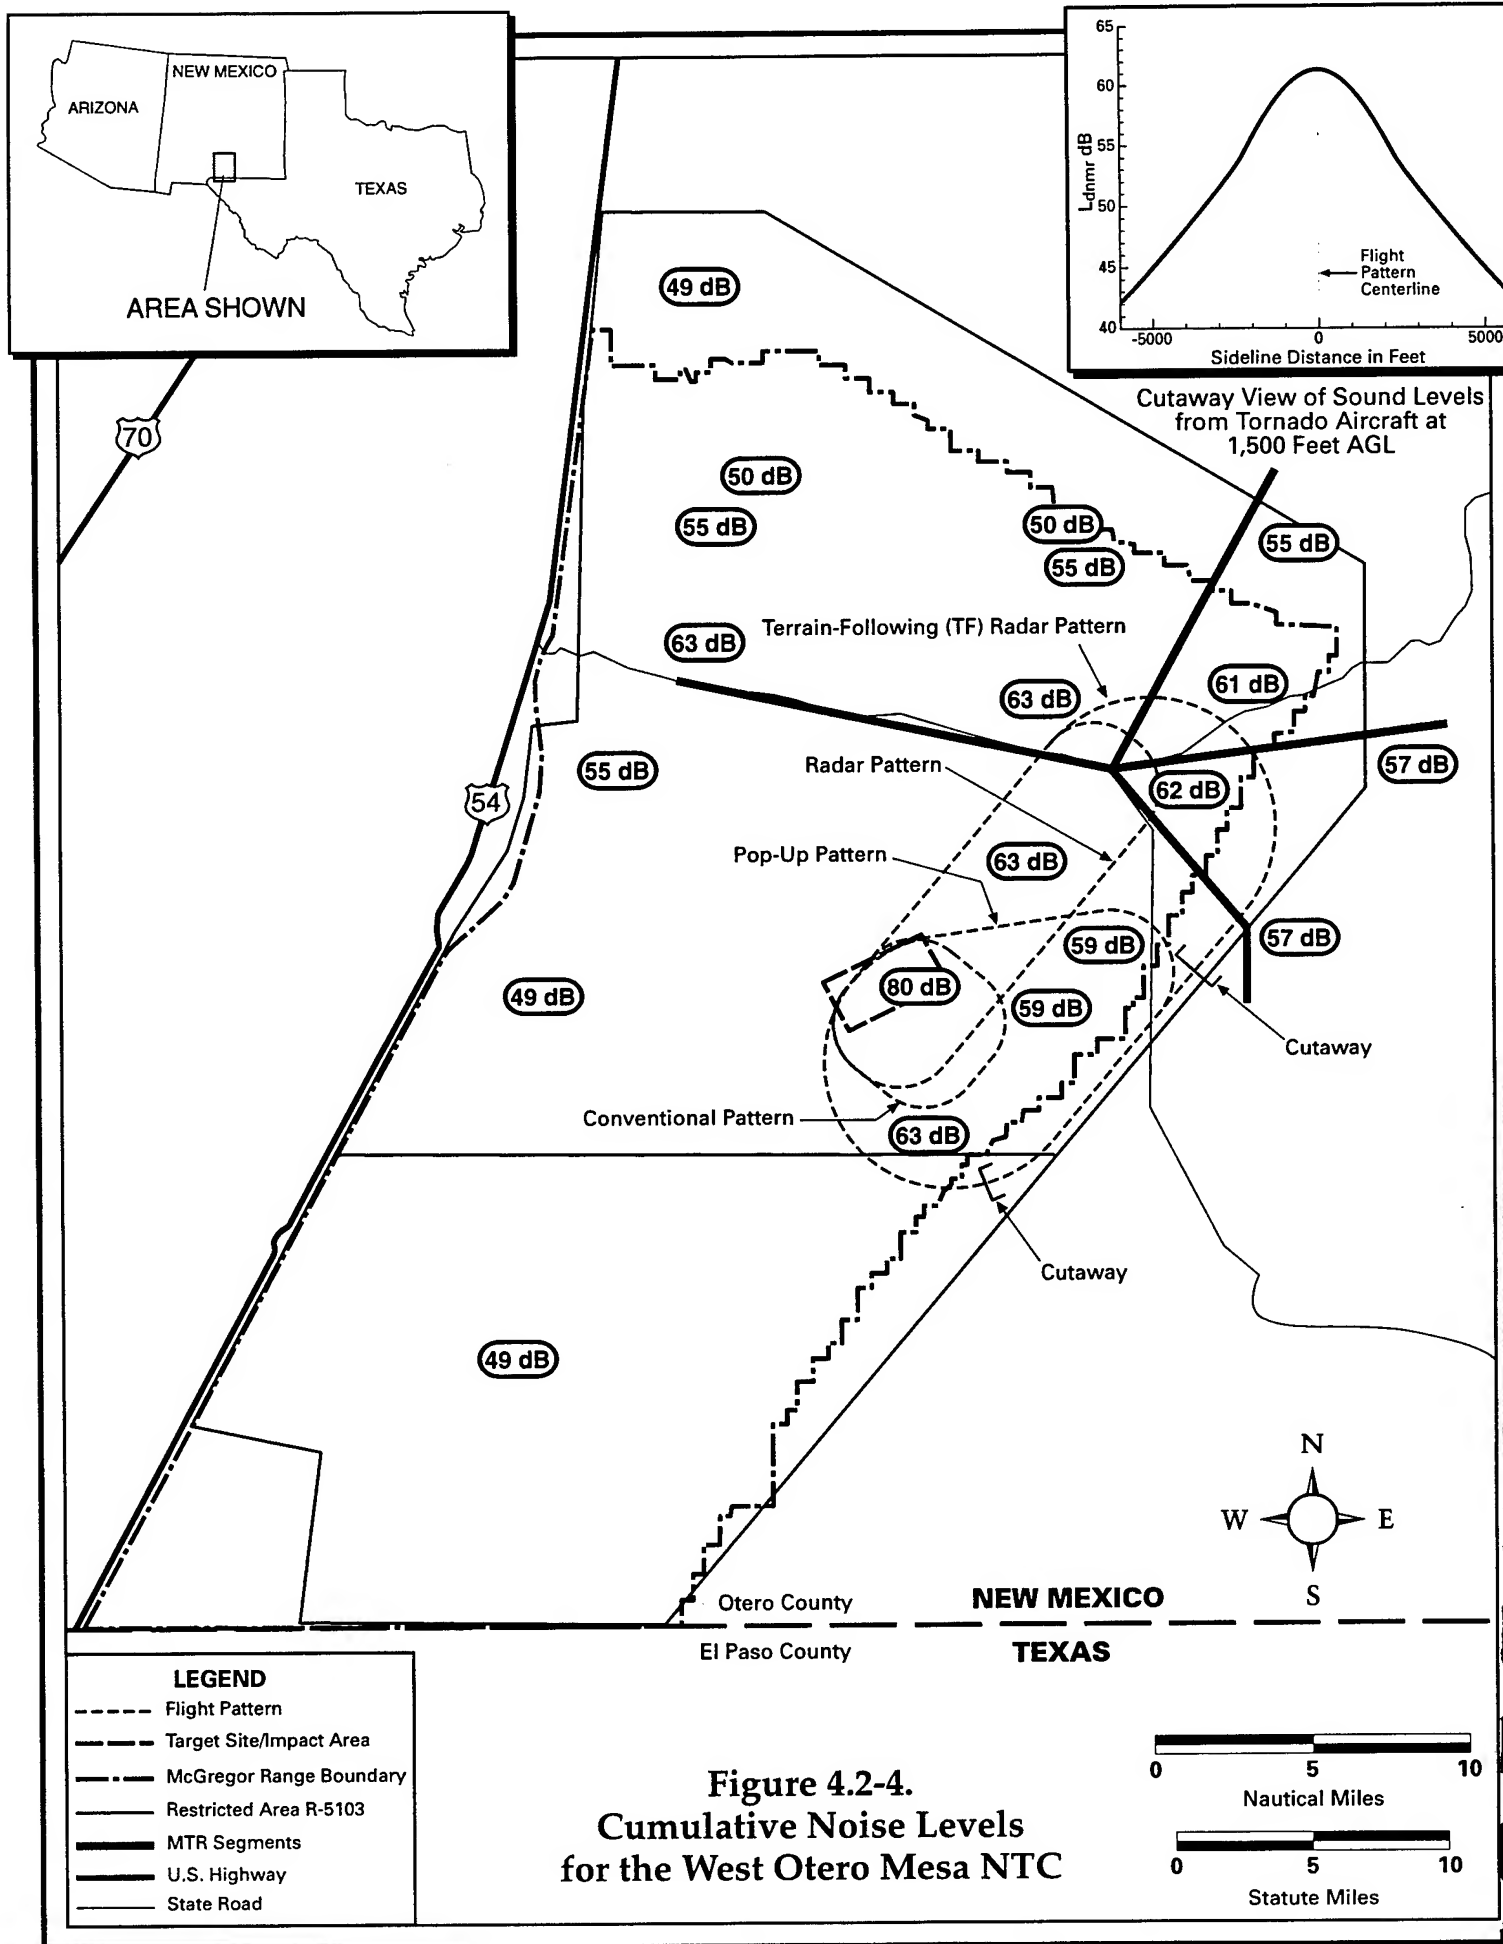 NEW MEXICO
ARIZONA
TEXAS
AREA SHOWN
65
60
55
50
45
40
Ldnmr dB
Flight
Pattern
Centerline
-5000
0
5000
Sideline Distance in Feet
Cutaway View of Sound Levels
from Tornado Aircraft at
1,500 Feet AGL
70
54
49 dB
50 dB
55 dB
50 dB
55 dB
55 dB
63 dB
Terrain-Following (TF) Radar Pattern
63 dB
61 dB
55 dB
Radar Pattern
62 dB
57 dB
Pop-Up Pattern
63 dB
59 dB
57 dB
49 dB
80 dB
59 dB
Cutaway
Conventional Pattern
63 dB
Cutaway
49 dB
N
W
E
S
Otero County
NEW MEXICO
El Paso County
TEXAS
LEGEND
Flight Pattern
Target Site/Impact Area
McGregor Range Boundary
Restricted Area R-5103
MTR Segments
U.S. Highway
State Road
Figure 4.2-4.
Cumulative Noise Levels
for the West Otero Mesa NTC
0 5 10
Nautical Miles
0 5 10
Statute Miles